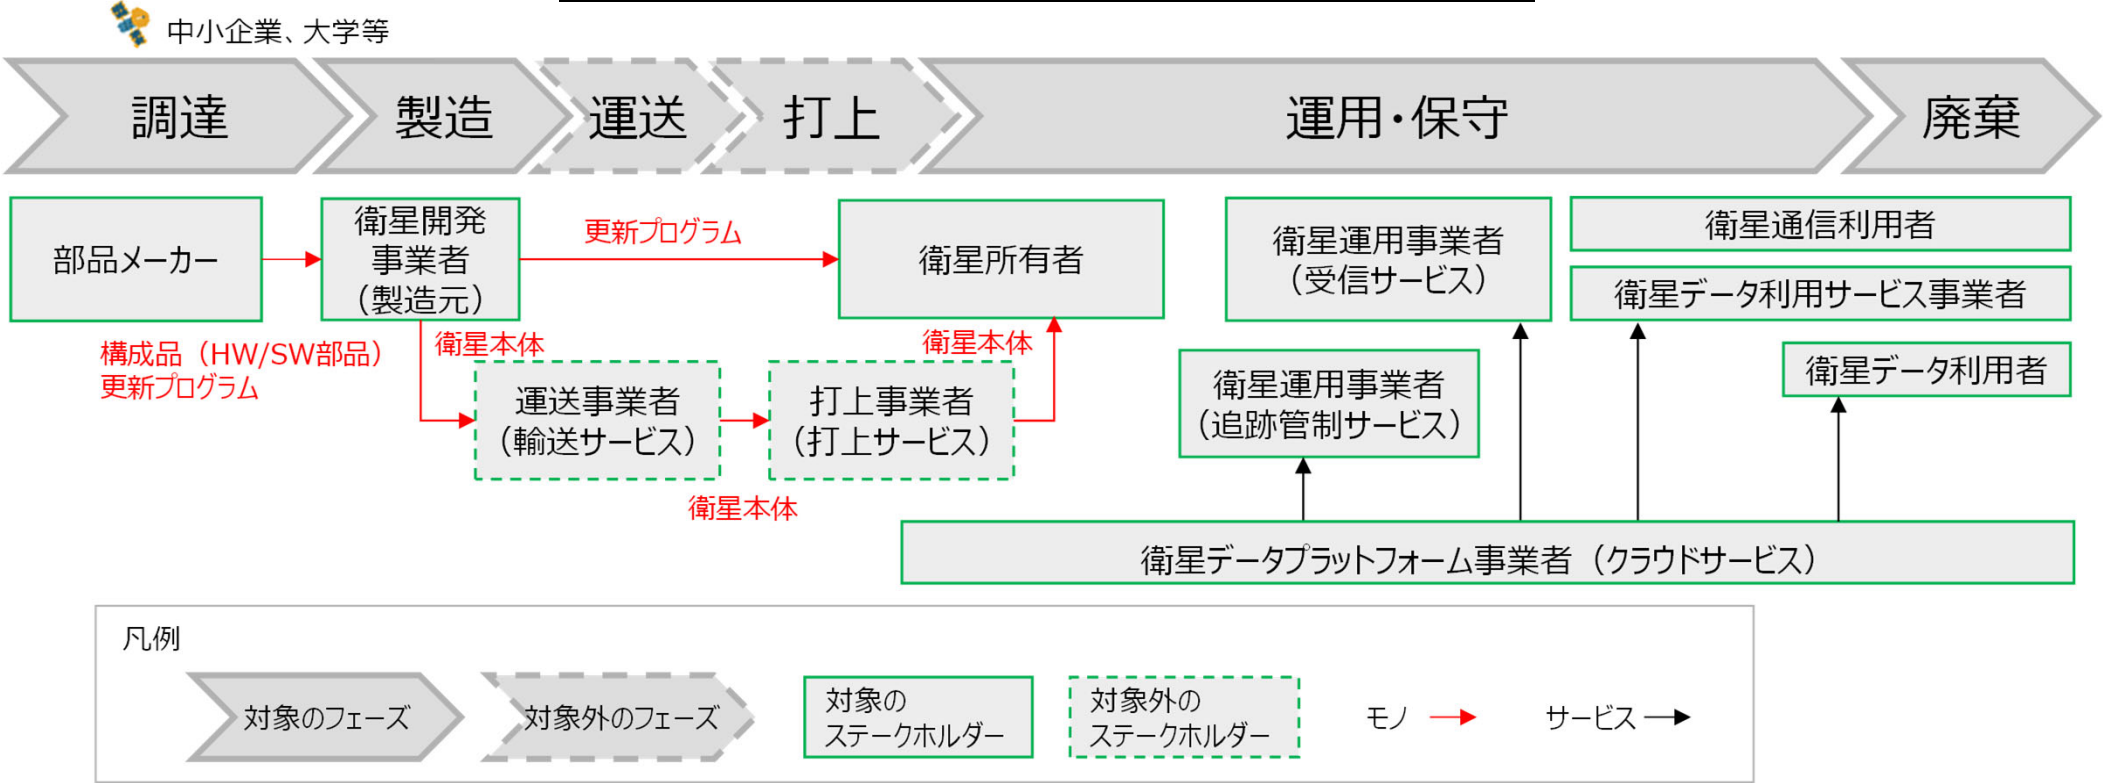 中小企業、大学等
調達
製造
運送
打上
運用・保守
廃棄
部品メーカー
衛星開発
事業者
（製造元）
更新プログラム
衛星所有者
衛星運用事業者
（受信サービス）
衛星通信利用者
衛星データ利用サービス事業者
構成品（HW/SW部品）
更新プログラム
衛星本体
衛星本体
運送事業者
（輸送サービス）
打上事業者
（打上サービス）
衛星運用事業者
（追跡管制サービス）
衛星データ利用者
衛星本体
衛星データプラットフォーム事業者（クラウドサービス）
凡例
対象のフェーズ
対象外のフェーズ
対象の
ステークホルダー
対象外の
ステークホルダー
モノ
サービス